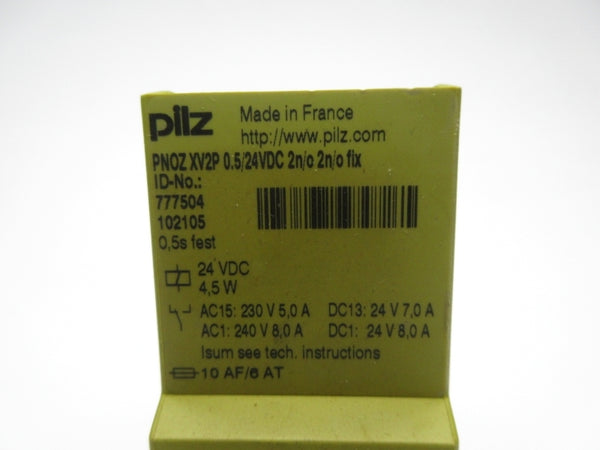 pilz
Made in France
http://www.pilz.com
PNOZ XV2P 0.5/24VDC 2n/o 2n/o fix
ID-No.:
777504
102105
0,5s fest
24 VDC
4,5 W
AC15: 230 V 5,0 A DC13: 24 V 7,0 A
AC1: 240 V 8,0 A DC1: 24 V 8,0 A
Isum see tech. instructions
10 AF/6 AT